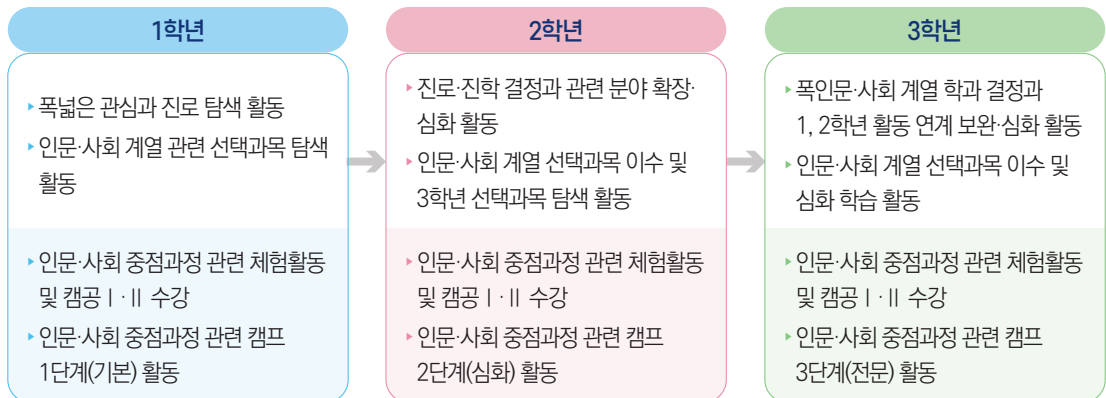 1학년
▸폭넓은 관심과 진로 탐색 활동
▸인문·사회 계열 관련 선택과목 탐색
활동
▸인문·사회 중점과정 관련 체험활동
및 캠공Ⅰ·Ⅱ 수강
▸인문·사회 중점과정 관련 캠프
1단계(기본) 활동
2학년
▸진로·진학 결정과 관련 분야 확장·
심화 활동
▸인문·사회 계열 선택과목 이수 및
3학년 선택과목 탐색 활동
▸인문·사회 중점과정 관련 체험활동
및 캠공Ⅰ·Ⅱ 수강
▸인문·사회 중점과정 관련 캠프
2단계(심화) 활동
3학년
▸폭인문·사회 계열 학과 결정과
1, 2학년 활동 연계 보완·심화 활동
▸인문·사회 계열 선택과목 이수 및
심화 학습 활동
▸인문·사회 중점과정 관련 체험활동
및 캠공Ⅰ·Ⅱ 수강
▸인문·사회 중점과정 관련 캠프
3단계(전문) 활동